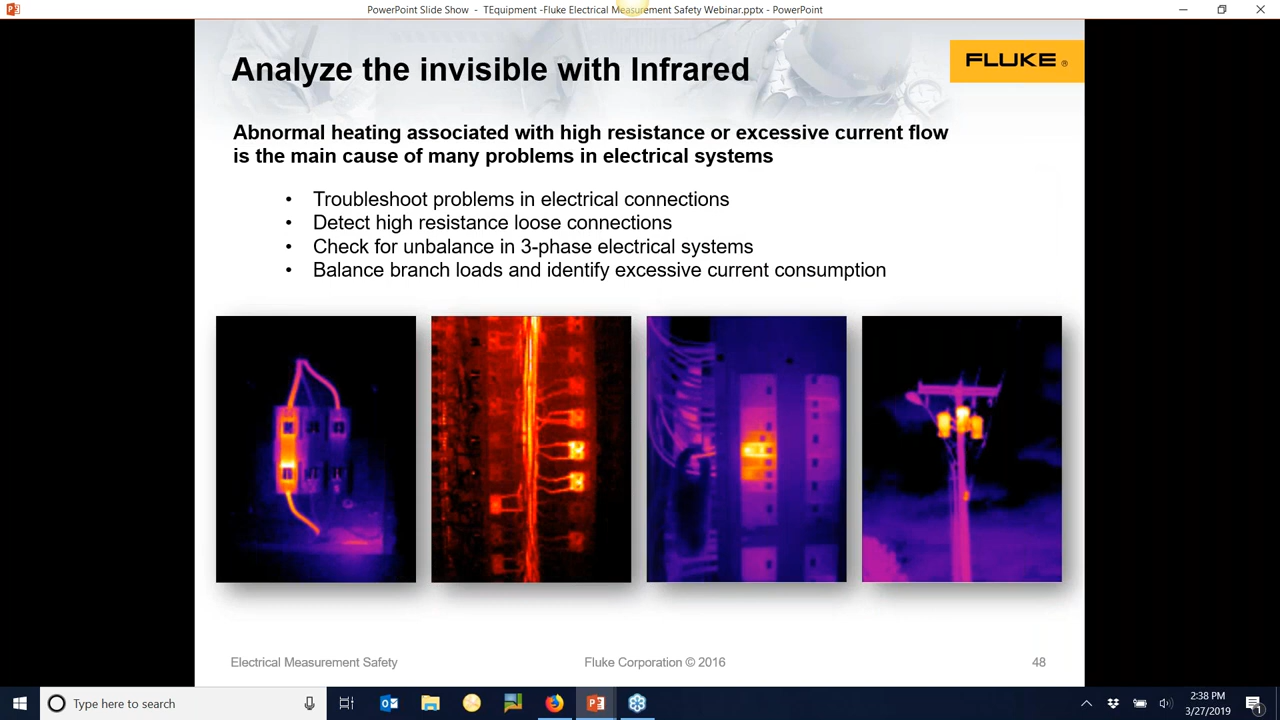 PowerPoint Slide Show - TEquipment -Fluke Electrical Measurement Safety Webinar.pptx - PowerPoint
Analyze the invisible with Infrared
FLUKE ®
Abnormal heating associated with high resistance or excessive current flow
is the main cause of many problems in electrical systems
• Troubleshoot problems in electrical connections
• Detect high resistance loose connections
• Check for unbalance in 3-phase electrical systems
• Balance branch loads and identify excessive current consumption
Electrical Measurement Safety
Fluke Corporation © 2016
48
Type here to search
2:38 PM
3/27/2019
1